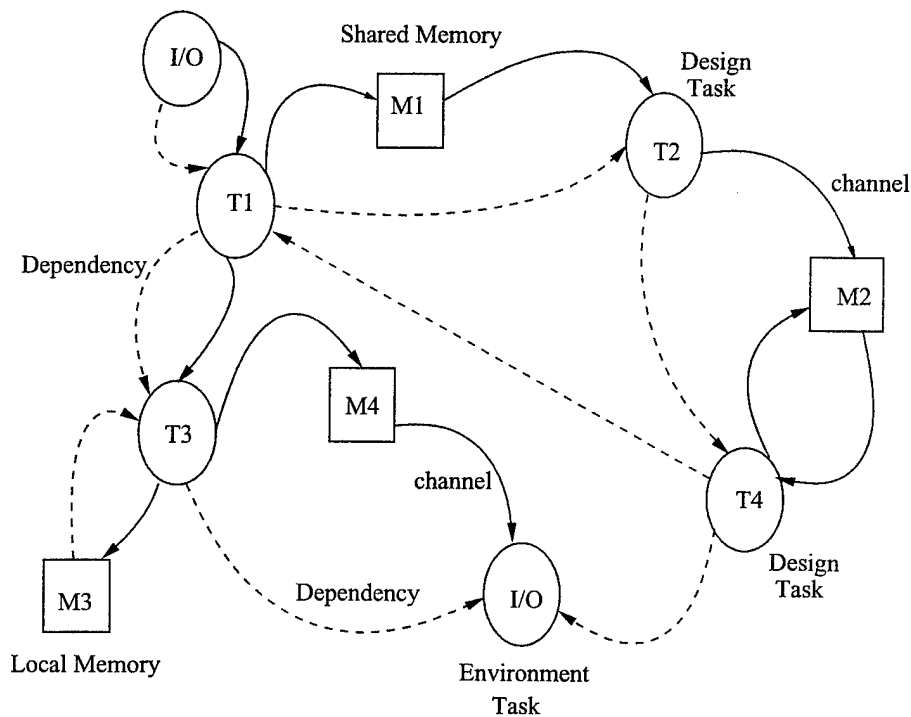 Shared Memory
I/O
Design
Task
M1
T2
channel
T1
Dependency
M2
M4
T3
channel
T4
Design
Task
Dependency
I/O
M3
Local Memory
Environment
Task